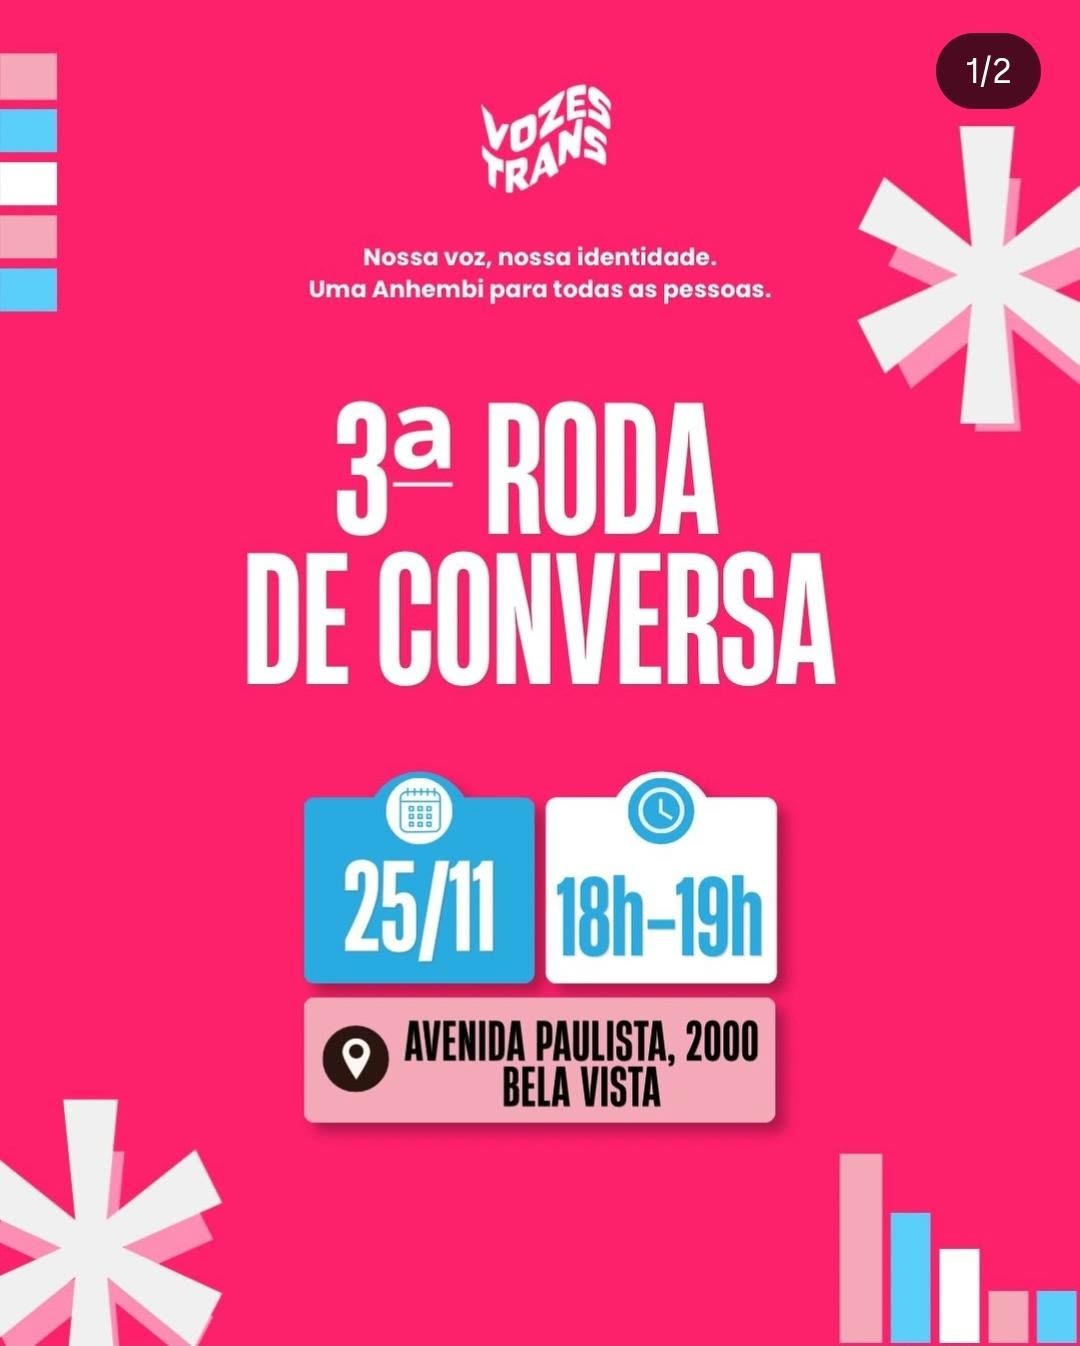 1/2
VOZES
TRANS
Nossa voz, nossa identidade.
Uma Anhembi para todas as pessoas.
3ª RODA
DE CONVERSA
25/11
18h–19h
AVENIDA PAULISTA, 2000
BELA VISTA